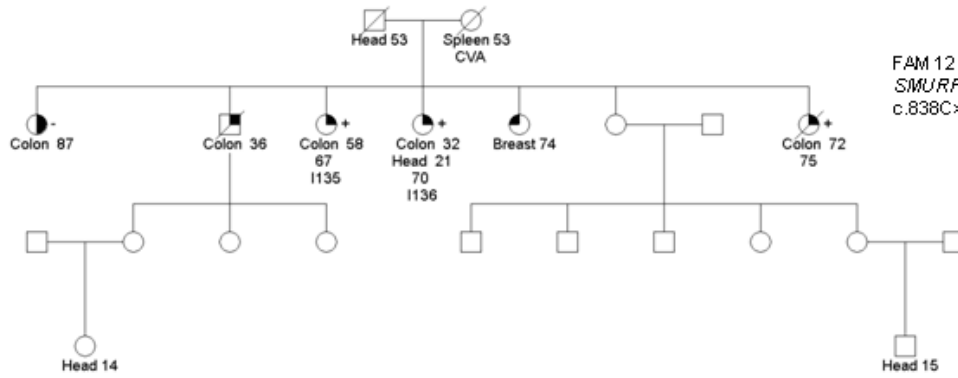 Head 53
Spleen 53
CVA
FAM 12
SMURF
c.838C>
Colon 87
-
Colon 36
Colon 58
+
67
I135
Colon 32
+
Head 21
70
I136
Breast 74
Colon 72
+
75
Head 14
Head 15